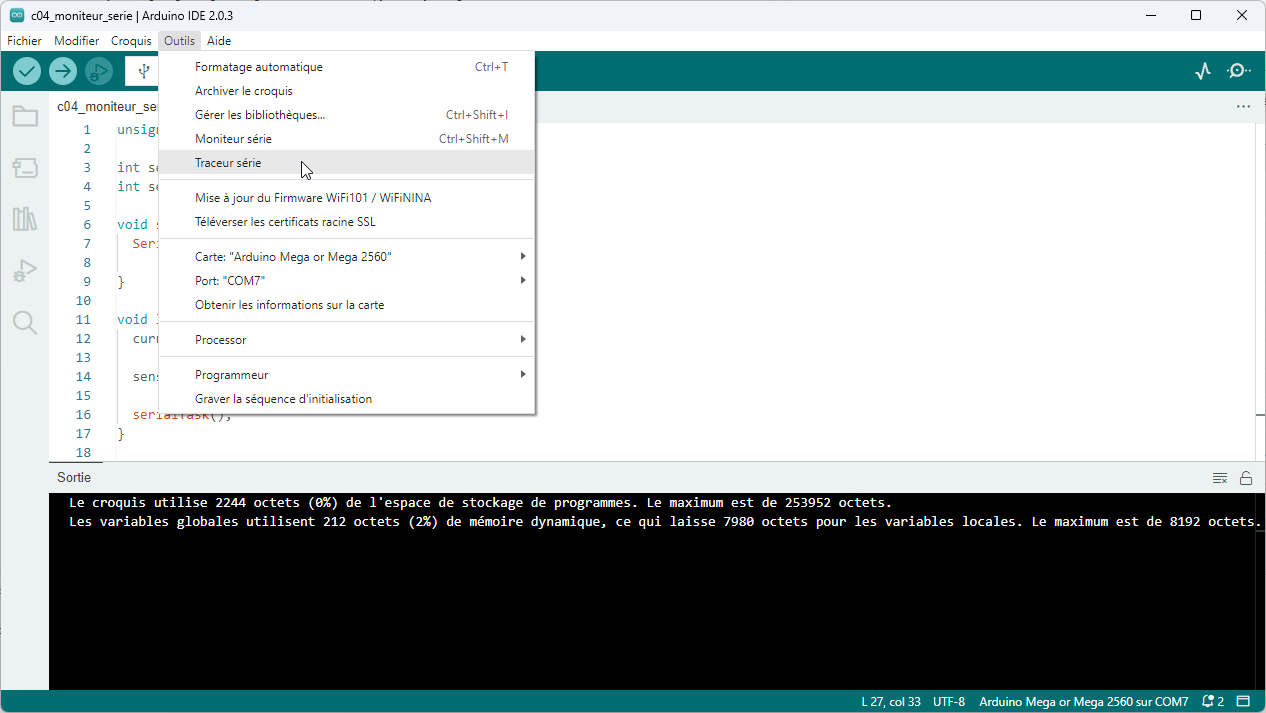 c04_moniteur_serie | Arduino IDE 2.0.3
Fichier Modifier Croquis Outils Aide
Formatage automatique Ctrl+T
Archiver le croquis
Gérer les bibliothèques... Ctrl+Shift+I
Moniteur série Ctrl+Shift+M
Traceur série
Mise à jour du Firmware WiFi101 / WiFiNINA
Téléverser les certificats racine SSL
Carte: "Arduino Mega or Mega 2560"
Port: "COM7"
Obtenir les informations sur la carte
Processor
Programmeur
Graver la séquence d'initialisation
c04_moniteur_se
1 unsign
2
3 int se
4 int se
5
6 void s
7 Seri
8
9 }
10
11 void l
12 curr
13
14 sens
15
16 serialTask();
17 }
18
Sortie
Le croquis utilise 2244 octets (0%) de l'espace de stockage de programmes. Le maximum est de 253952 octets.
Les variables globales utilisent 212 octets (2%) de mémoire dynamique, ce qui laisse 7980 octets pour les variables locales. Le maximum est de 8192 octets.
L 27, col 33 UTF-8 Arduino Mega or Mega 2560 sur COM7 2